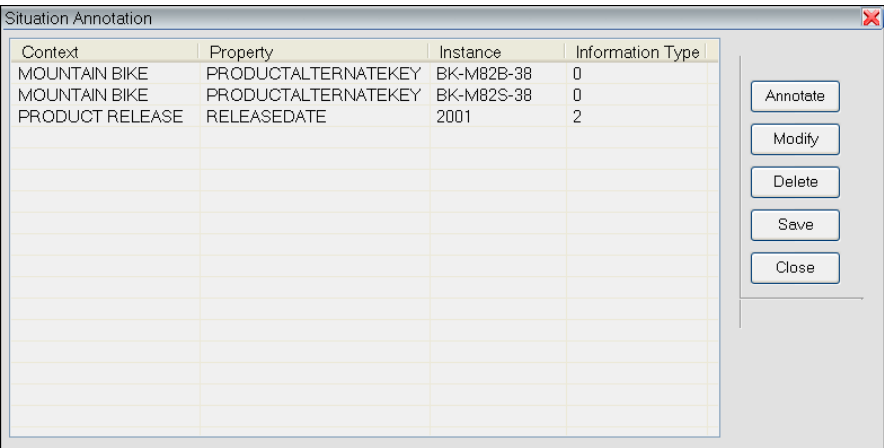 Situation Annotation
Context Property Instance Information Type
MOUNTAIN BIKE PRODUCTALTERNATEKEY BK-M82B-38 0
MOUNTAIN BIKE PRODUCTALTERNATEKEY BK-M82S-38 0
PRODUCT RELEASE RELEASEDATE 2001 2
Annotate
Modify
Delete
Save
Close